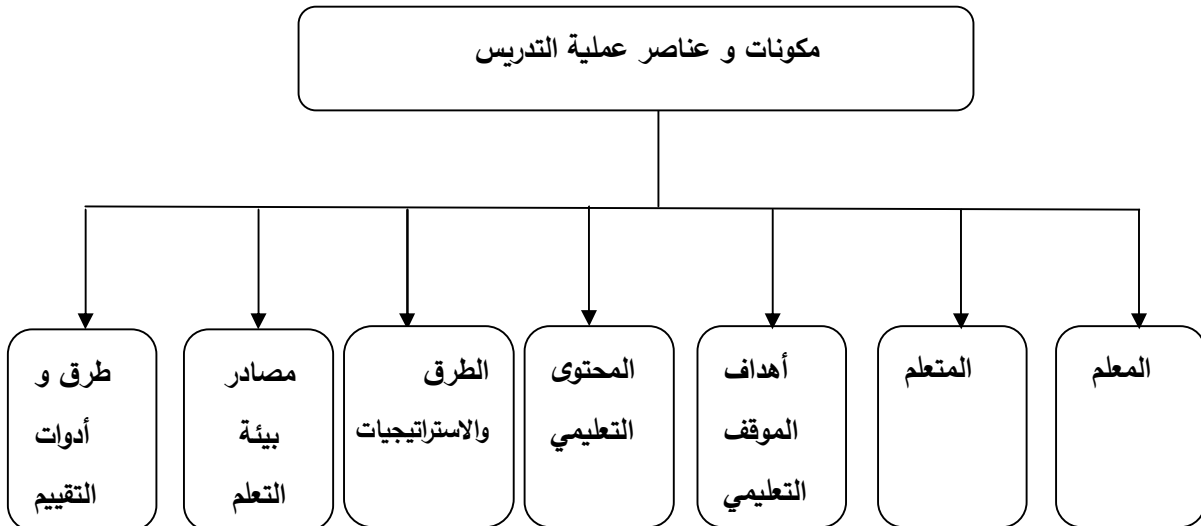 مكونات و عناصر عملية التدريس
المعلم
المتعلم
أهداف
الموقف
التعليمي
المحتوى
التعليمي
الطرق
والاستراتيجيات
مصادر
بيئة
التعلم
طرق و
أدوات
التقييم